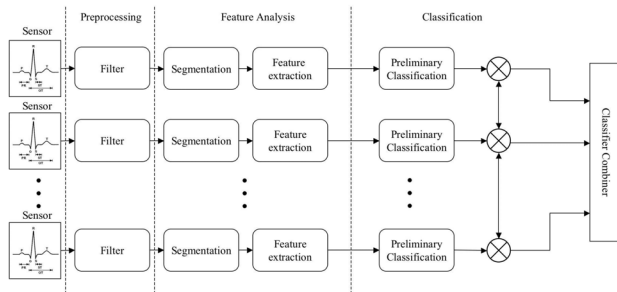 Preprocessing
Feature Analysis
Classification
Sensor
Filter
Segmentation
Feature
extraction
Preliminary
Classification
Sensor
Filter
Segmentation
Feature
extraction
Preliminary
Classification
Classifier Combiner
Sensor
Filter
Segmentation
Feature
extraction
Preliminary
Classification